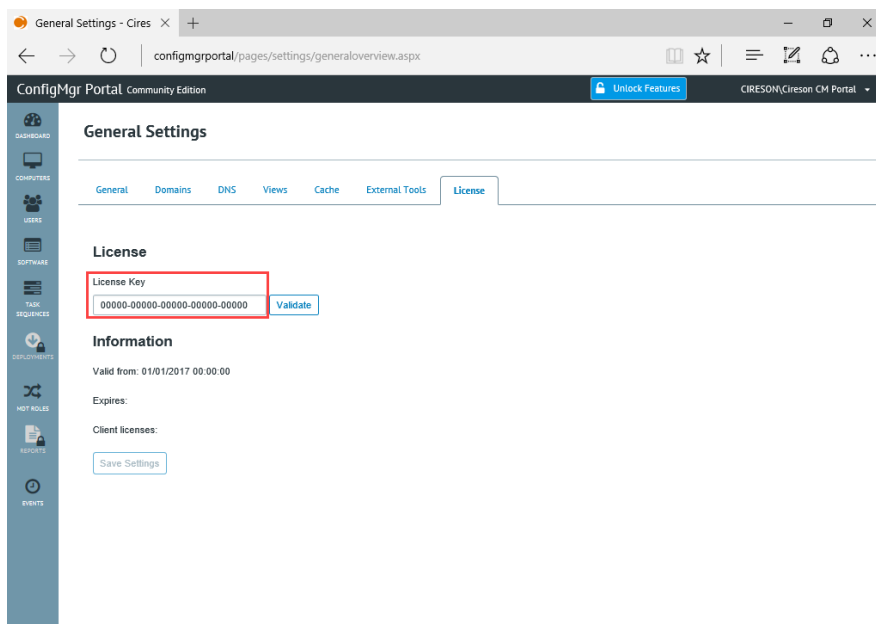 General Settings - Cires
configmgrportal/pages/settings/generaloverview.aspx
ConfigMgr Portal Community Edition
Unlock Features
CIRESON\Cireson CM Portal
DASHBOARD
COMPUTERS
USERS
SOFTWARE
TASK
SEQUENCES
DEPLOYMENTS
MDT ROLES
REPORTS
EVENTS
General Settings
General Domains DNS Views Cache External Tools License
License
License Key
00000-00000-00000-00000-00000 Validate
Information
Valid from: 01/01/2017 00:00:00
Expires:
Client licenses:
Save Settings